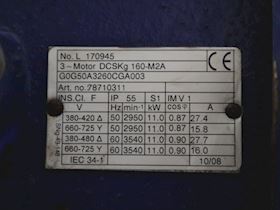 No. L 170945
3~Motor DCSKg 160-M2A
G0G50A3260CGA003
Art. no.:78710311
INS.Cl. F IP 55 S1 IM V 1
V Hz min⁻¹ kW cos φ A
380-420 Δ 50 2950 11.0 0.87 27.4
660-725 Y 50 2950 11.0 0.87 15.8
380-480 Δ 60 3540 11.0 0.90 27.7
660-725 Y 60 3540 11.0 0.90 16.0
IEC 34-1 10/08
CE